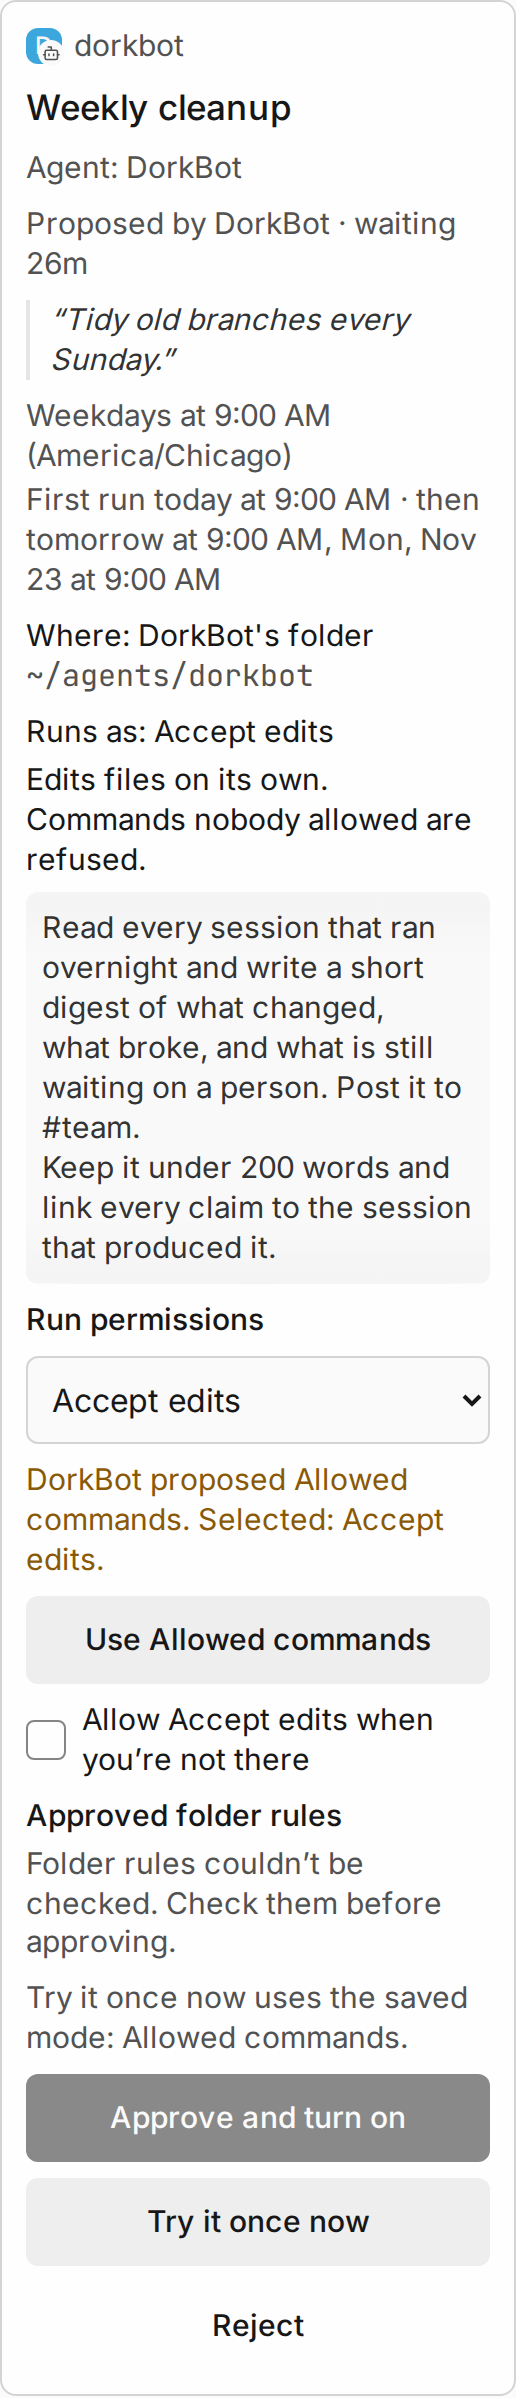 dorkbot
Weekly cleanup
Agent: DorkBot
Proposed by DorkBot · waiting
26m
“Tidy old branches every
Sunday.”
Weekdays at 9:00 AM
(America/Chicago)
First run today at 9:00 AM · then
tomorrow at 9:00 AM, Mon, Nov
23 at 9:00 AM
Where: DorkBot's folder
~/agents/dorkbot
Runs as: Accept edits
Edits files on its own.
Commands nobody allowed are
refused.
Read every session that ran
overnight and write a short
digest of what changed,
what broke, and what is still
waiting on a person. Post it to
#team.
Keep it under 200 words and
link every claim to the session
that produced it.
Run permissions
Accept edits
DorkBot proposed Allowed
commands. Selected: Accept
edits.
Use Allowed commands
Allow Accept edits when
you’re not there
Approved folder rules
Folder rules couldn’t be
checked. Check them before
approving.
Try it once now uses the saved
mode: Allowed commands.
Approve and turn on
Try it once now
Reject